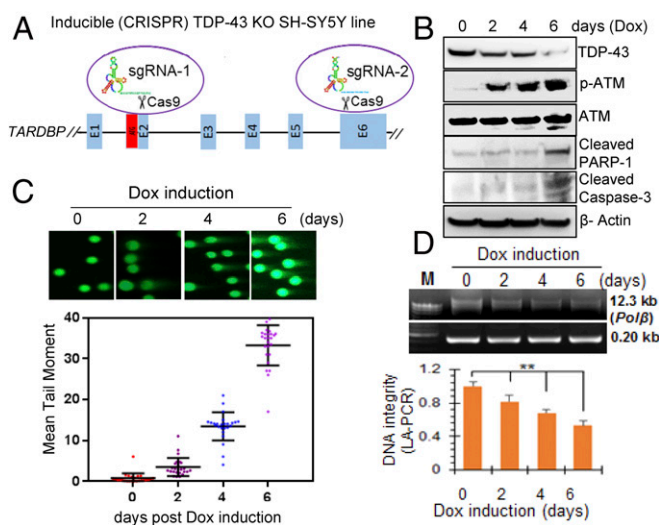 A Inducible (CRISPR) TDP-43 KO SH-SY5Y line
sgRNA-1
Cas9
sgRNA-2
Cas9
TARDBP // E1 E2 E3 E4 E5 E6 //
B
0 2 4 6 days (Dox)
TDP-43
p-ATM
ATM
Cleaved
PARP-1
Cleaved
Caspase-3
β- Actin
C
Dox induction
0 2 4 6 (days)
Mean Tail Moment
40
30
20
10
0
0 2 4 6
days post Dox induction
D
Dox induction
M 0 2 4 6 (days)
12.3 kb
(Polβ)
0.20 kb
DNA integrity
(LA-PCR)
1.2
0.8
0.4
0
**
0 2 4 6
Dox induction (days)